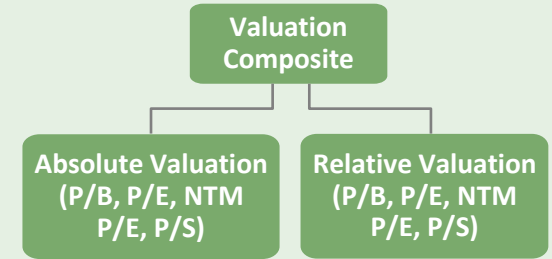 Valuation
Composite
Absolute Valuation
(P/B, P/E, NTM
P/E, P/S)
Relative Valuation
(P/B, P/E, NTM
P/E, P/S)